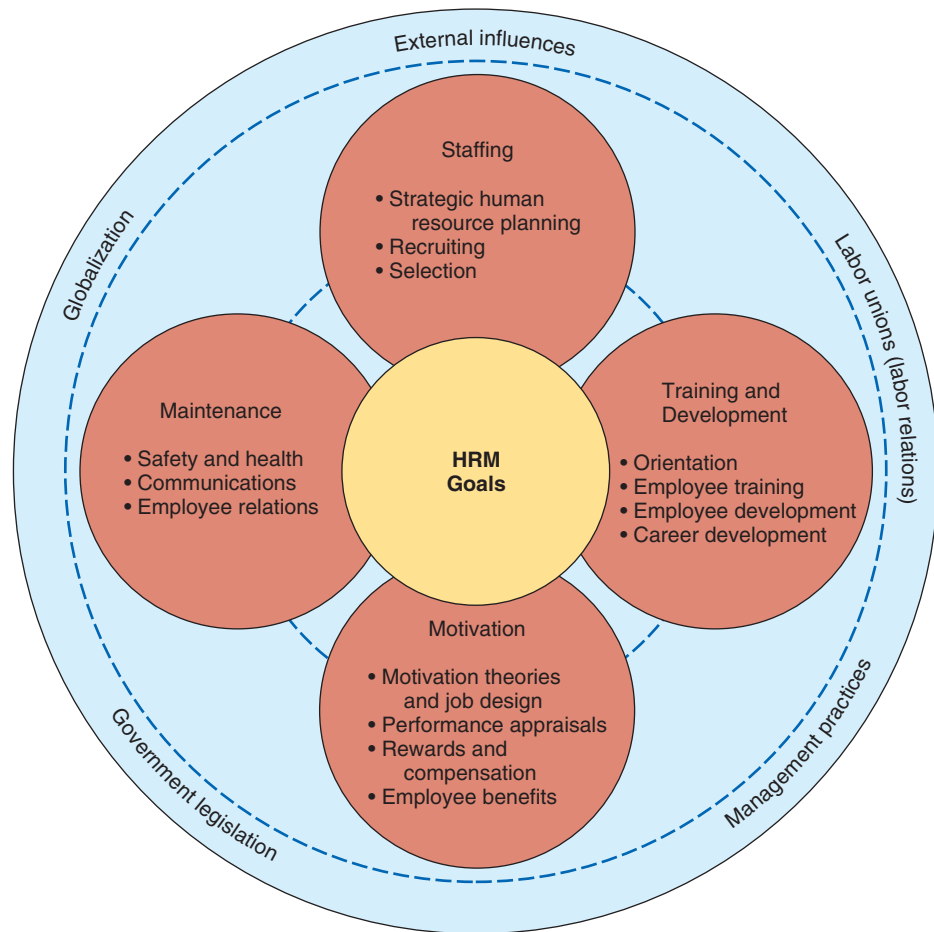 External influences
Globalization
Labor unions (labor relations)
Staffing
• Strategic human
resource planning
• Recruiting
• Selection
Maintenance
• Safety and health
• Communications
• Employee relations
HRM
Goals
Training and
Development
• Orientation
• Employee training
• Employee development
• Career development
Motivation
• Motivation theories
and job design
• Performance appraisals
• Rewards and
compensation
• Employee benefits
Government legislation
Management practices